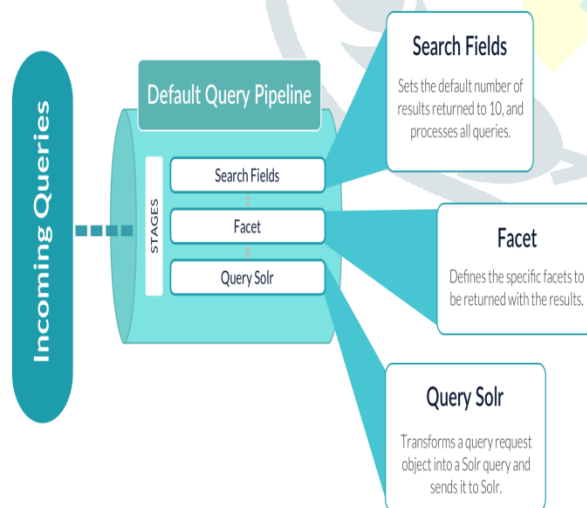 Incoming Queries
Default Query Pipeline
STAGES
Search Fields
Facet
Query Solr
Search Fields
Sets the default number of
results returned to 10, and
processes all queries.
Facet
Defines the specific facets to
be returned with the results.
Query Solr
Transforms a query request
object into a Solr query and
sends it to Solr.